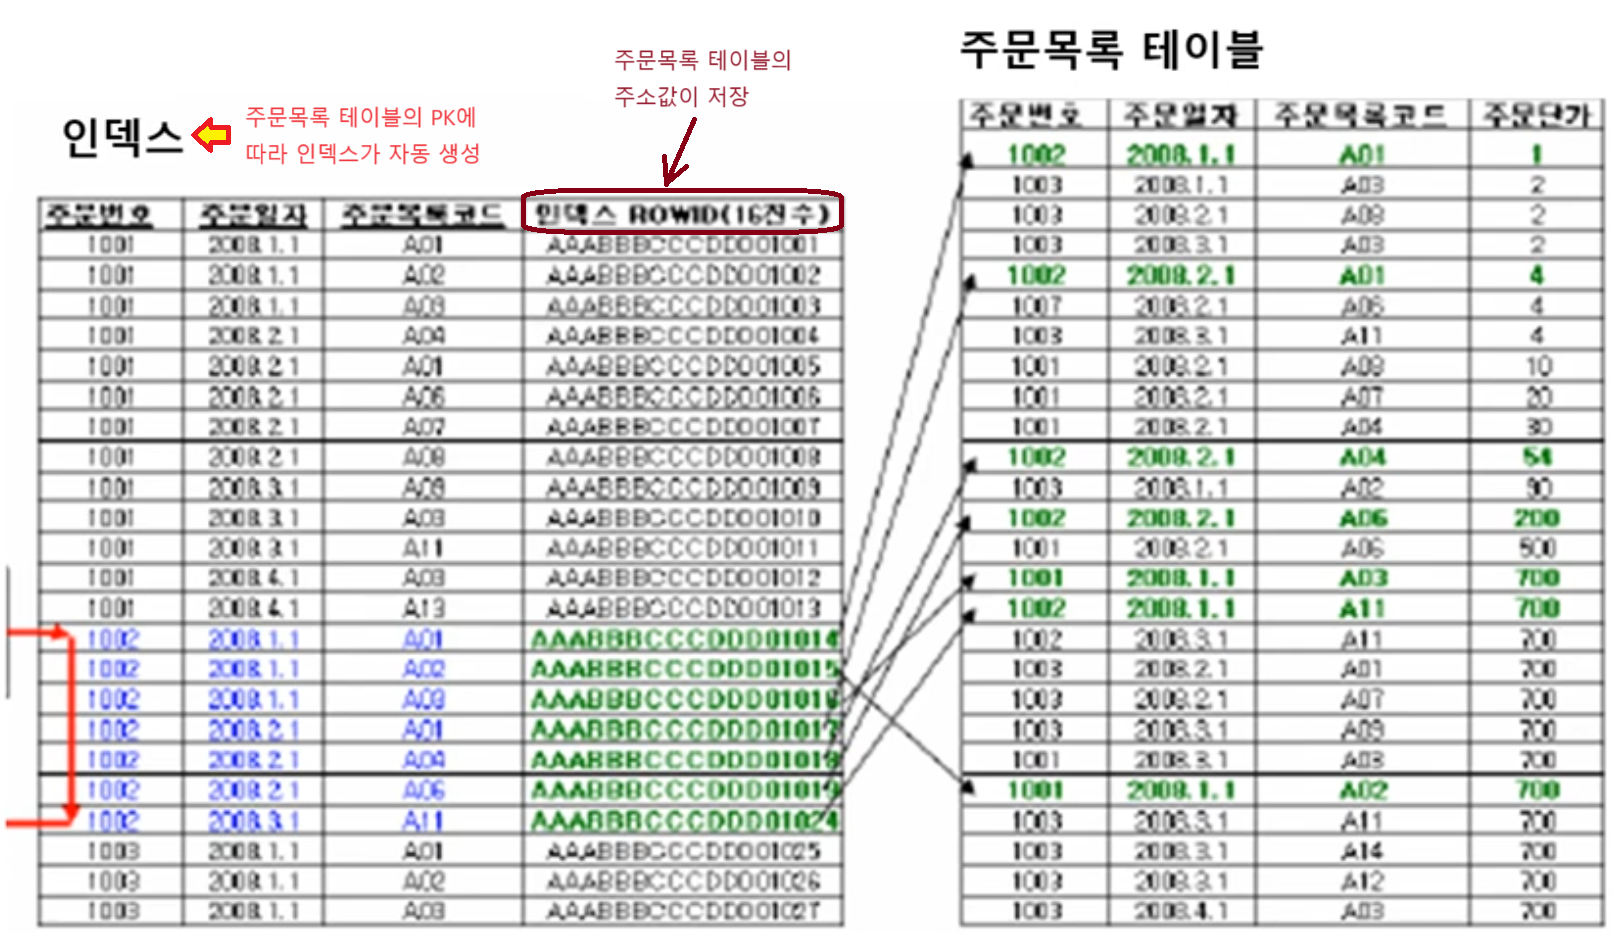 주문목록 테이블
주문목록 테이블의
주소값이 저장
인덱스
주문목록 테이블의 PK에
따라 인덱스가 자동 생성
주문번호 주문일자 주문목록코드 인덱스 ROWID(16진수)
1001 2008.1.1 A01 AAABBBCCCDDD01001
1001 2008.1.1 A02 AAABBBCCCDDD01002
1001 2008.1.1 A03 AAABBBCCCDDD01003
1001 2008.2.1 A04 AAABBBCCCDDD01004
1001 2008.2.1 A01 AAABBBCCCDDD01005
1001 2008.2.1 A06 AAABBBCCCDDD01006
1001 2008.2.1 A07 AAABBBCCCDDD01007
1001 2008.2.1 AAABBBCCCDDD01008
1001 2008.3.1 AAABBBCCCDDD01009
1001 2008.3.1 A03 AAABBBCCCDDD01010
1001 2008.3.1 A11 AAABBBCCCDDD01011
1001 2008.4.1 A03 AAABBBCCCDDD01012
1001 2008.4.1 A13 AAABBBCCCDDD01013
1002 2008.1.1 A01 AAABBBCCCDDD01014
1002 2008.1.1 A02 AAABBBCCCDDD01015
1002 2008.1.1 A03 AAABBBCCCDDD01016
1002 2008.2.1 A01 AAABBBCCCDDD01017
1002 2008.2.1 A04 AAABBBCCCDDD01018
1002 2008.2.1 A06 AAABBBCCCDDD01019
1002 2008.3.1 A11 AAABBBCCCDDD01024
1003 2008.1.1 A01 AAABBBCCCDDD01025
1003 2008.1.1 A02 AAABBBCCCDDD01026
1003 2008.1.1 A03 AAABBBCCCDDD01027
주문번호 주문일자 주문목록코드 주문단가
1002 2008.1.1 A01 1
1003 2008.1.1 A03 2
1003 2008.2.1 2
1003 2008.3.1 A03 2
1002 2008.2.1 A01 4
1007 2008.2.1 A06 4
1003 2008.3.1 A11 4
1001 2008.2.1 10
1001 2008.2.1 A07 20
1001 2008.2.1 A04 30
1002 2008.2.1 A04 54
1003 2008.1.1 A02 90
1002 2008.2.1 A06 200
1001 2008.2.1 A06 500
1001 2008.1.1 A03 700
1002 2008.1.1 A11 700
1002 2008.3.1 A11 700
1003 2008.2.1 A01 700
1003 2008.2.1 A07 700
1003 2008.3.1 700
1001 2008.3.1 A03 700
1001 2008.1.1 A02 700
1003 2008.3.1 A11 700
1003 2008.3.1 A14 700
1003 2008.3.1 A12 700
1003 2008.4.1 A03 700